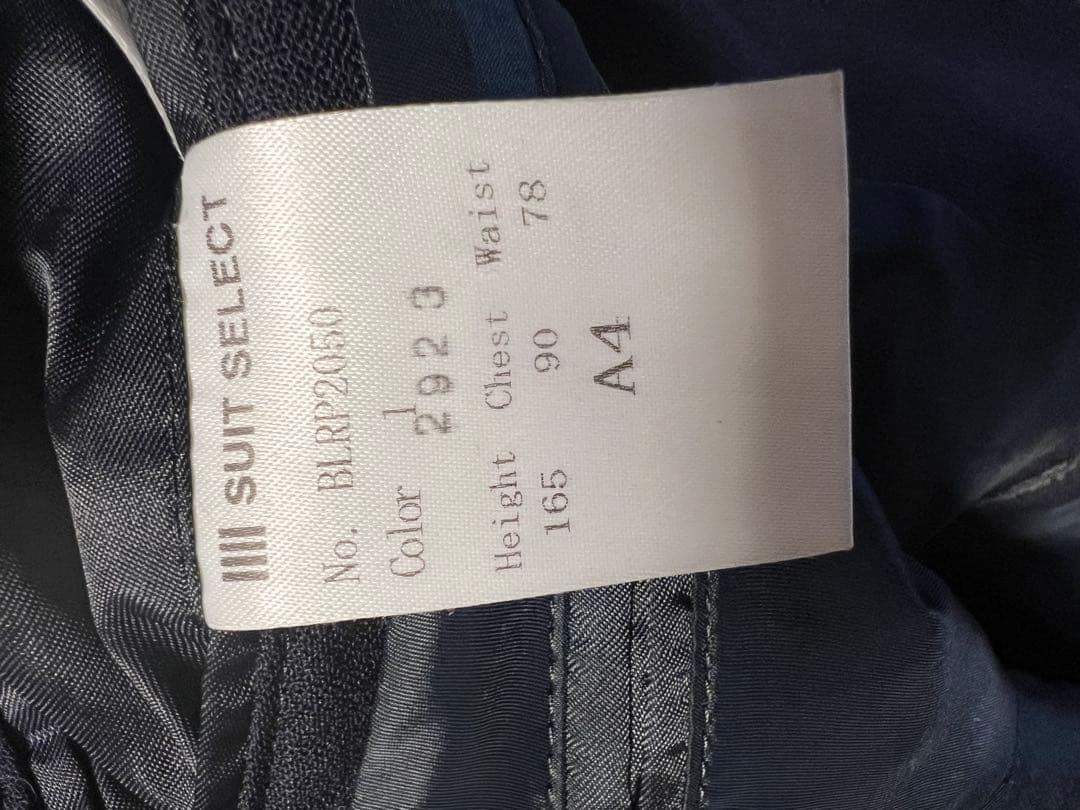 SUIT SELECT
No. BLRP2050
Color 1
2923
Height Chest Waist
165 90 78
A4